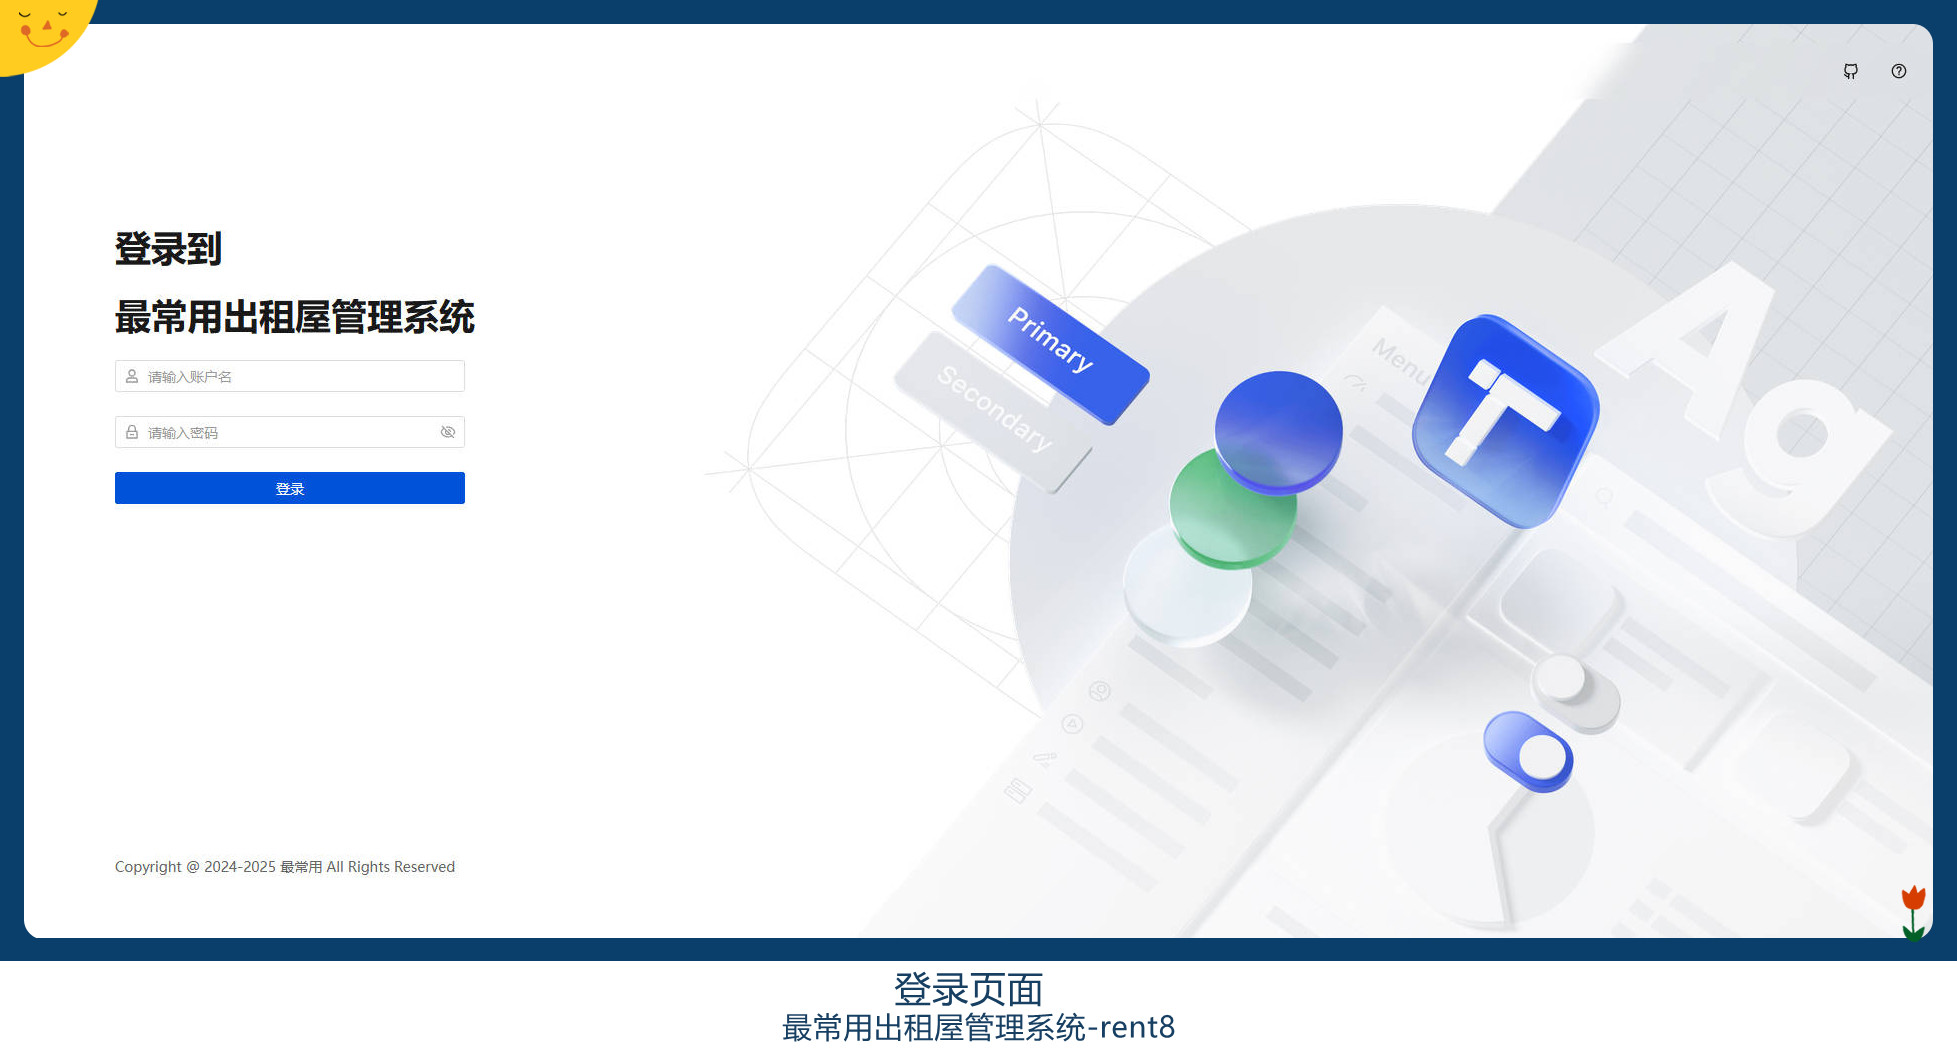 登录到
最常用出租屋管理系统
请输入账户名
请输入密码
登录
Primary
Secondary
Menu
T
Ag
Copyright @ 2024-2025 最常用 All Rights Reserved
登录页面
最常用出租屋管理系统-rent8